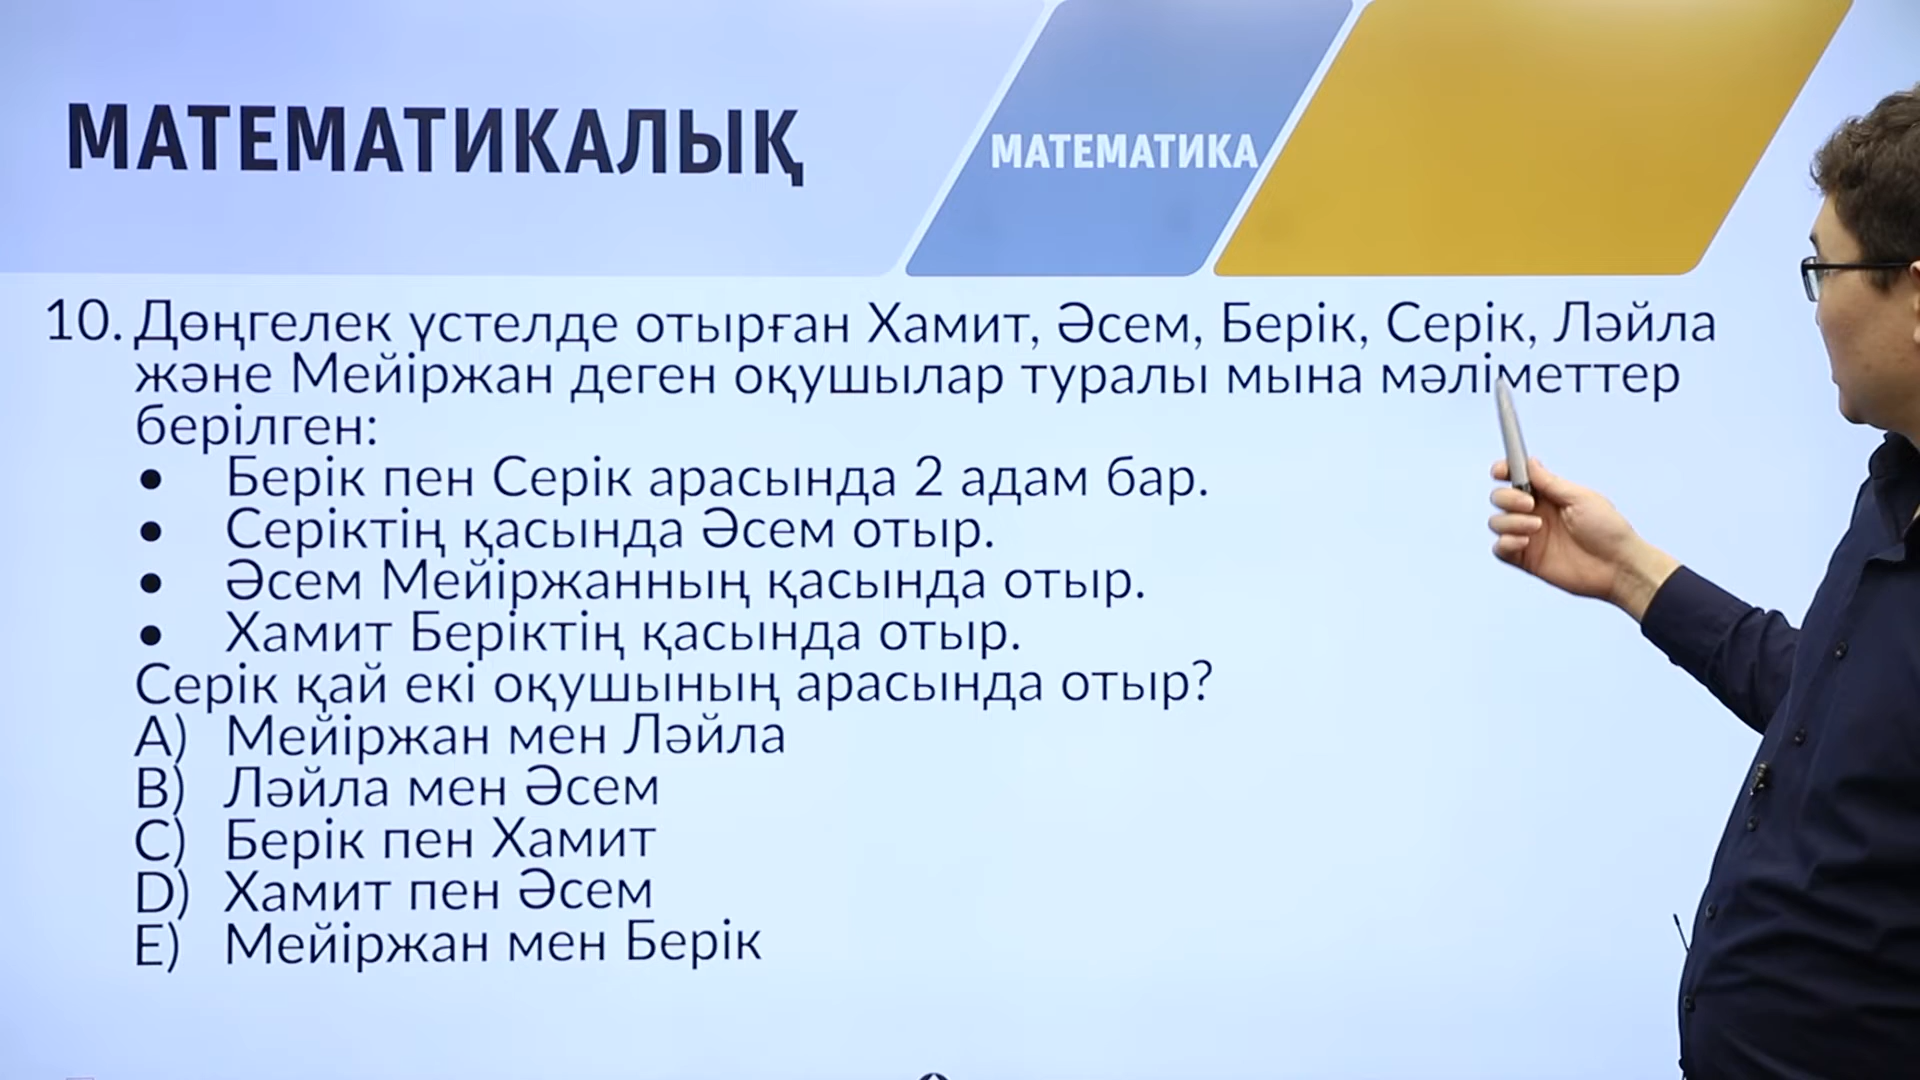 МАТЕМАТИКАЛЫҚ
МАТЕМАТИКА
10. Дөңгелек үстелде отырған Хамит, Әсем, Берік, Серік, Ләйла
және Мейіржан деген оқушылар туралы мына мәліметтер
берілген:
• Берік пен Серік арасында 2 адам бар.
• Серіктің қасында Әсем отыр.
• Әсем Мейіржанның қасында отыр.
• Хамит Беріктің қасында отыр.
Серік қай екі оқушының арасында отыр?
A) Мейіржан мен Ләйла
B) Ләйла мен Әсем
C) Берік пен Хамит
D) Хамит пен Әсем
E) Мейіржан мен Берік